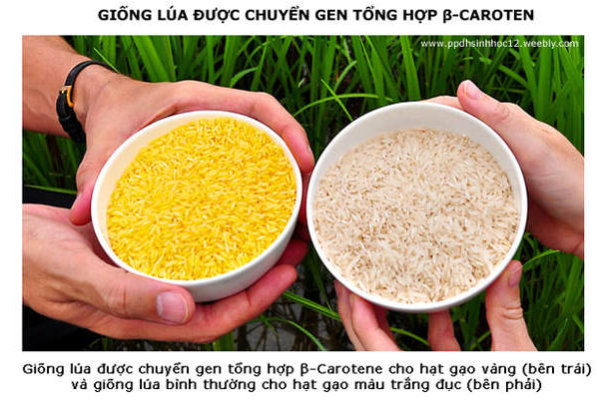 GIỐNG LÚA ĐƯỢC CHUYỂN GEN TỔNG HỢP β-CAROTEN
www.ppdhsinhhoc12.weebly.com
Giống lúa được chuyển gen tổng hợp β-Carotene cho hạt gạo vàng (bên trái)
và giống lúa bình thường cho hạt gạo màu trắng đục (bên phải)